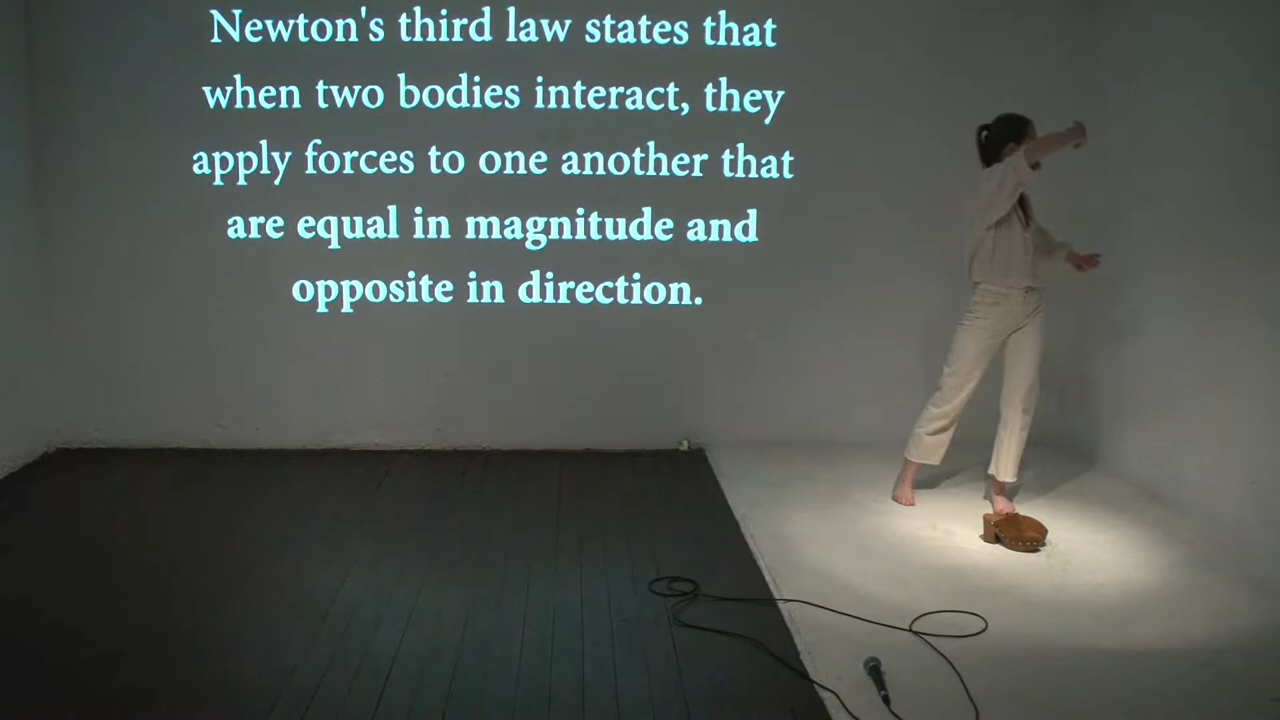 Newton's third law states that
when two bodies interact, they
apply forces to one another that
are equal in magnitude and
opposite in direction.